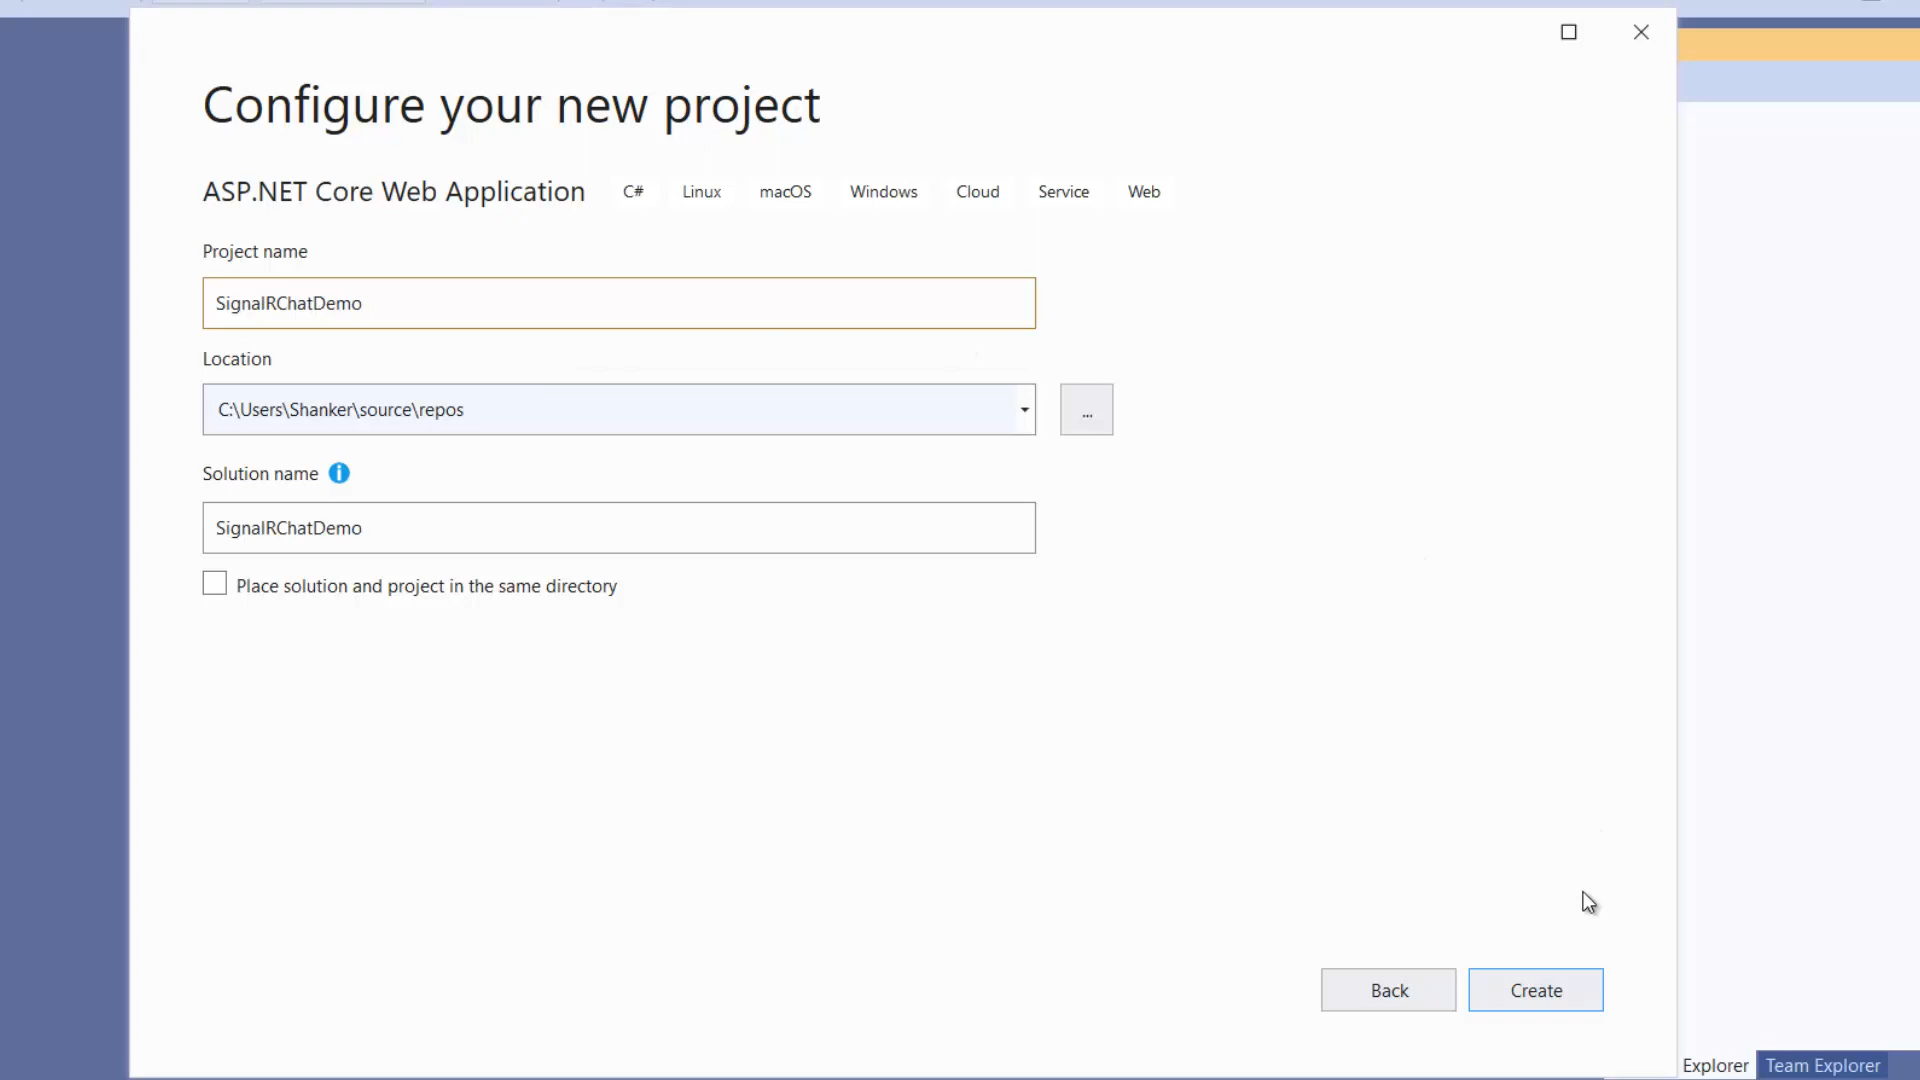 Configure your new project
ASP.NET Core Web Application C# Linux macOS Windows Cloud Service Web
Project name
SignalRChatDemo
Location
C:\Users\Shanker\source\repos
...
Solution name
SignalRChatDemo
Place solution and project in the same directory
Back Create
Explorer Team Explorer